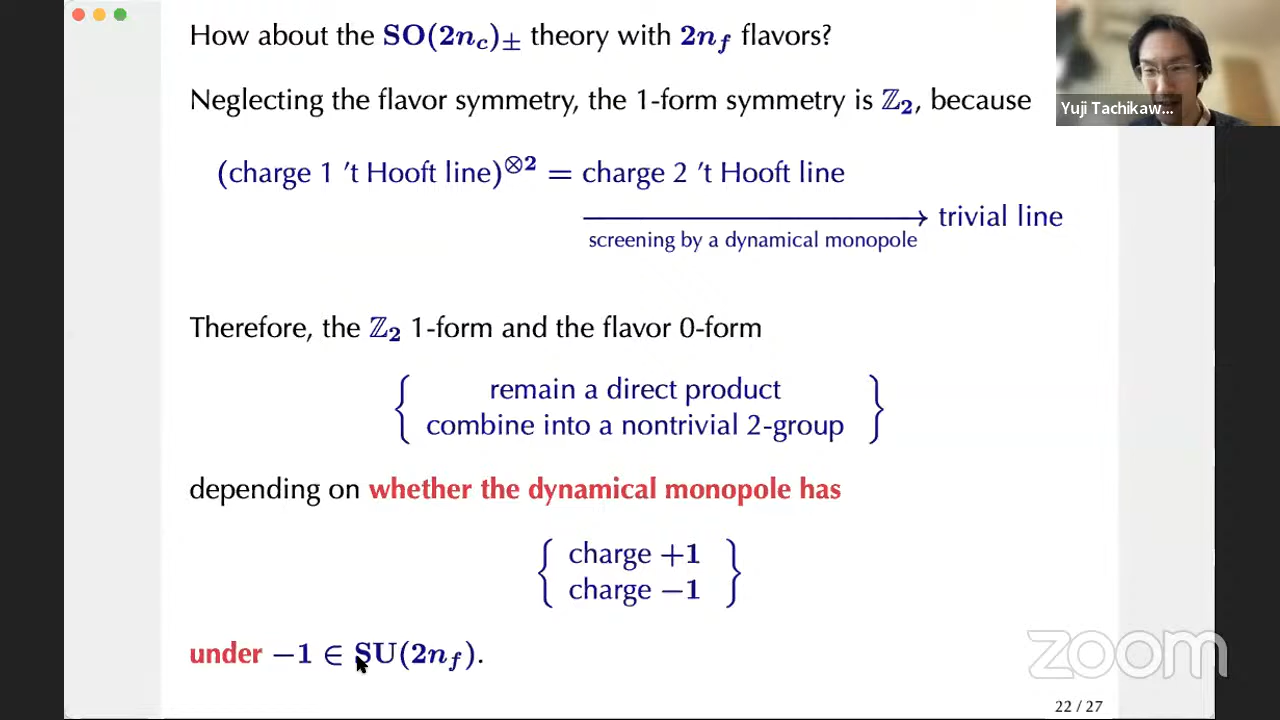 How about the SO(2n_c)_± theory with 2n_f flavors?
Neglecting the flavor symmetry, the 1-form symmetry is ℤ₂, because
(charge 1 ’t Hooft line)^⊗2 = charge 2 ’t Hooft line
⟶ trivial line
screening by a dynamical monopole
Therefore, the ℤ₂ 1-form and the flavor 0-form
{ remain a direct product
combine into a nontrivial 2-group }
depending on whether the dynamical monopole has
{ charge +1
charge −1 }
under −1 ∈ SU(2n_f).
22 / 27
Yuji Tachikaw...
zoom